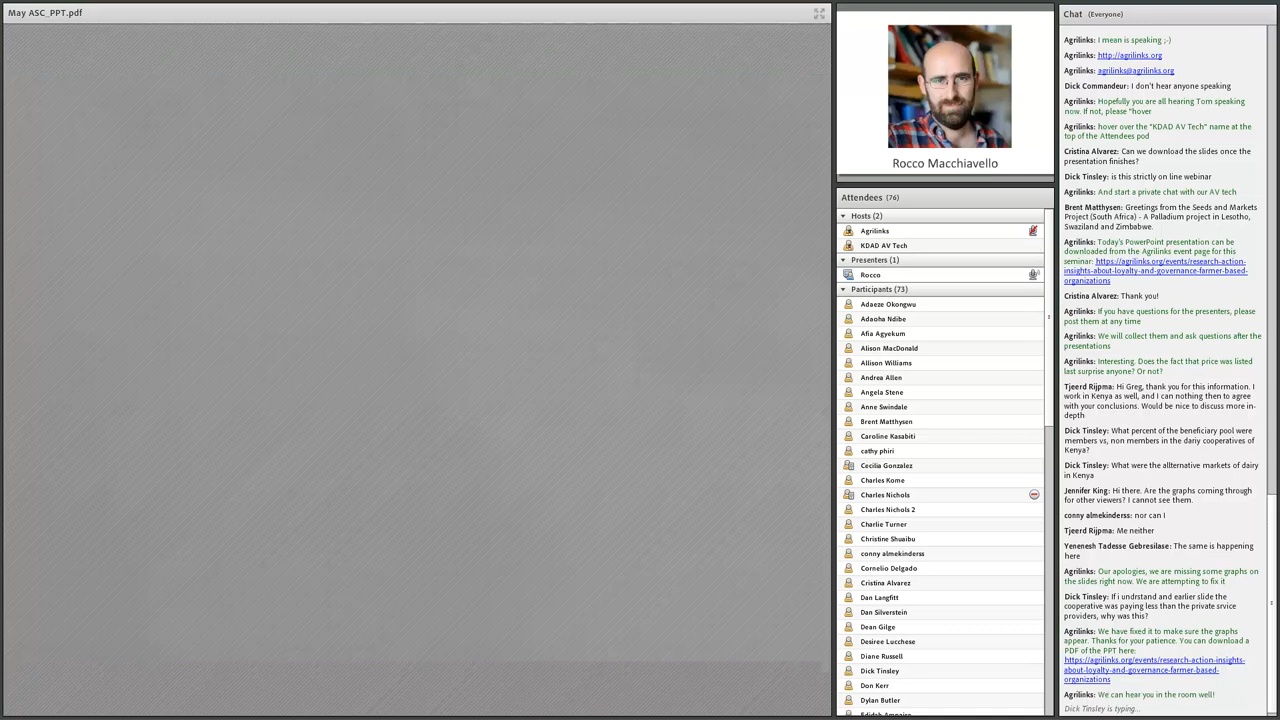 May ASC_PPT.pdf
Rocco Macchiavello
Attendees (76)
Hosts (2)
Agrilinks
KDAD AV Tech
Presenters (1)
Rocco
Participants (73)
Adaeze Okongwu
Adaoha Ndibe
Afia Agyekum
Alison MacDonald
Allison Williams
Andrea Allen
Angela Stene
Anne Swindale
Brent Matthysen
Caroline Kasabiti
cathy phiri
Cecilia Gonzalez
Charles Kome
Charles Nichols
Charles Nichols 2
Charlie Turner
Christine Shuaibu
conny almekinderss
Cornelio Delgado
Cristina Alvarez
Dan Langfitt
Dan Silverstein
Dean Gilge
Desiree Lucchese
Diane Russell
Dick Tinsley
Don Kerr
Dylan Butler
Chat (Everyone)
Agrilinks: I mean is speaking ;-)
Agrilinks: http://agrilinks.org
Agrilinks: agrilinks@agrilinks.org
Dick Commandeur: I don't hear anyone speaking
Agrilinks: Hopefully you are all hearing Tom speaking
now. If not, please "hover
Agrilinks: hover over the "KDAD AV Tech" name at the
top of the Attendees pod
Cristina Alvarez: Can we download the slides once the
presentation finishes?
Dick Tinsley: is this strictly on line webinar
Agrilinks: And start a private chat with our AV tech
Brent Matthysen: Greetings from the Seeds and Markets
Project (South Africa) - A Palladium project in Lesotho,
Swaziland and Zimbabwe.
Agrilinks: Today's PowerPoint presentation can be
downloaded from the Agrilinks event page for this
seminar: https://agrilinks.org/events/research-action-
insights-about-loyalty-and-governance-farmer-based-
organizations
Cristina Alvarez: Thank you!
Agrilinks: If you have questions for the presenters, please
post them at any time
Agrilinks: We will collect them and ask questions after the
presentations
Agrilinks: Interesting. Does the fact that price was listed
last surprise anyone? Or not?
Tjeerd Rijpma: Hi Greg, thank you for this information. I
work in Kenya as well, and I can nothing then to agree
with your conclusions. Would be nice to discuss more in-
depth
Dick Tinsley: What percent of the beneficiary pool were
members vs, non members in the dariy cooperatives of
Kenya?
Dick Tinsley: What were the allternative markets of dairy
in Kenya
Jennifer King: Hi there. Are the graphs coming through
for other viewers? I cannot see them.
conny almekinderss: nor can I
Tjeerd Rijpma: Me neither
Yenenesh Tadesse Gebresilase: The same is happening
here
Agrilinks: Our apologies, we are missing some graphs on
the slides right now. We are attempting to fix it
Dick Tinsley: If i undrstand and earlier slide the
cooperative was paying less than the private srvice
providers, why was this?
Agrilinks: We have fixed it to make sure the graphs
appear. Thanks for your patience. You can download a
PDF of the PPT here:
https://agrilinks.org/events/research-action-insights-
about-loyalty-and-governance-farmer-based-
organizations
Agrilinks: We can hear you in the room well!
Dick Tinsley is typing...